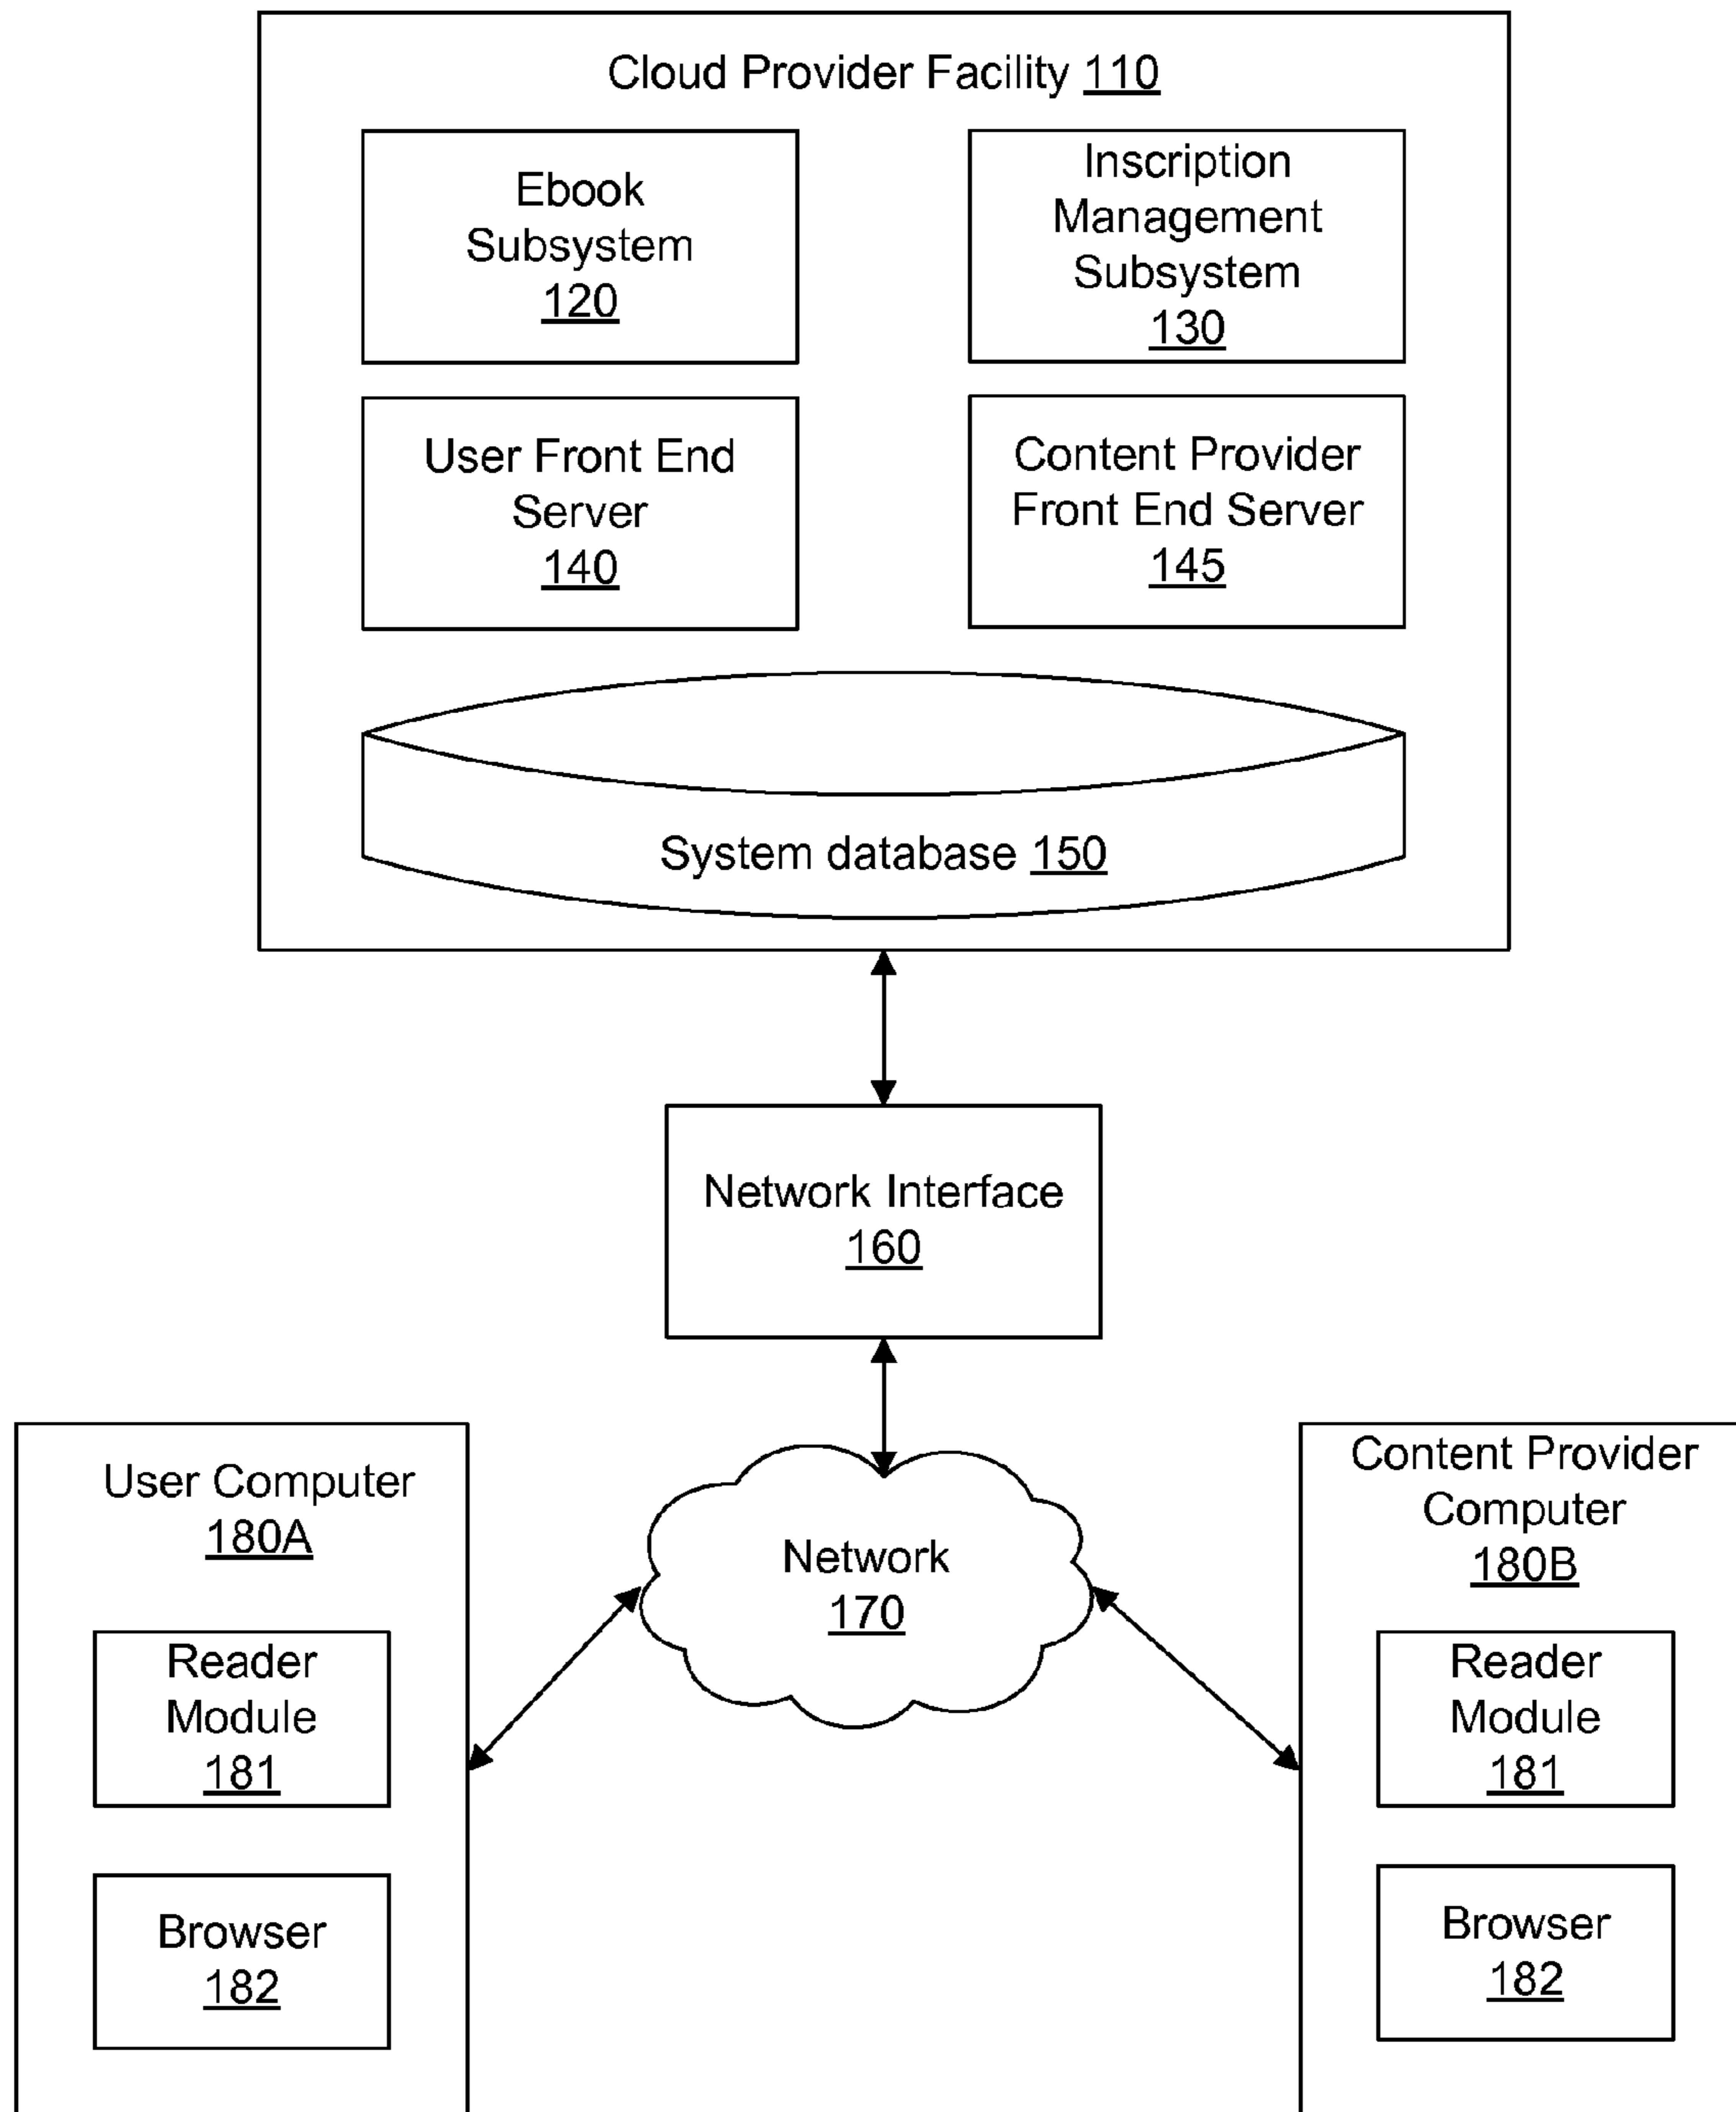 Cloud Provider Facility 110
Ebook
Subsystem
120
Inscription
Management
Subsystem
130
User Front End
Server
140
Content Provider
Front End Server
145
System database 150
Network Interface
160
User Computer
180A
Reader
Module
181
Browser
182
Network
170
Content Provider
Computer
180B
Reader
Module
181
Browser
182